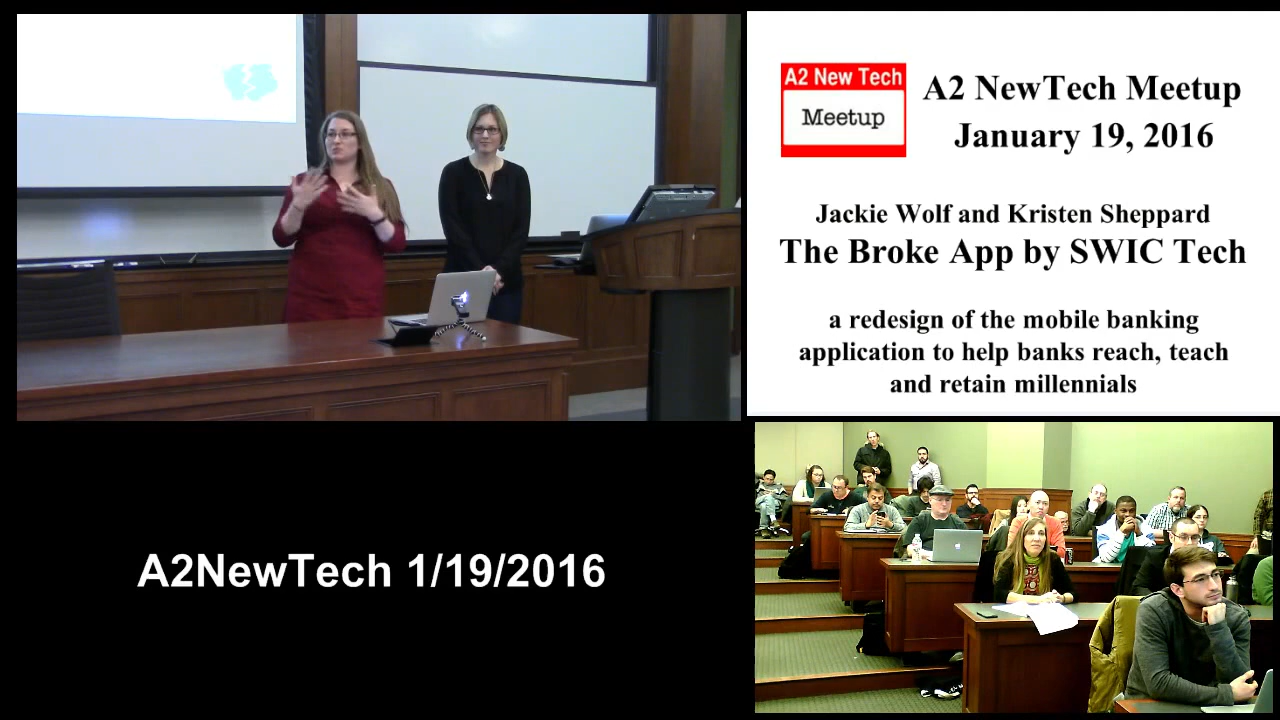 A2 New Tech
Meetup
A2 NewTech Meetup
January 19, 2016
Jackie Wolf and Kristen Sheppard
The Broke App by SWIC Tech
a redesign of the mobile banking
application to help banks reach, teach
and retain millennials
A2NewTech 1/19/2016